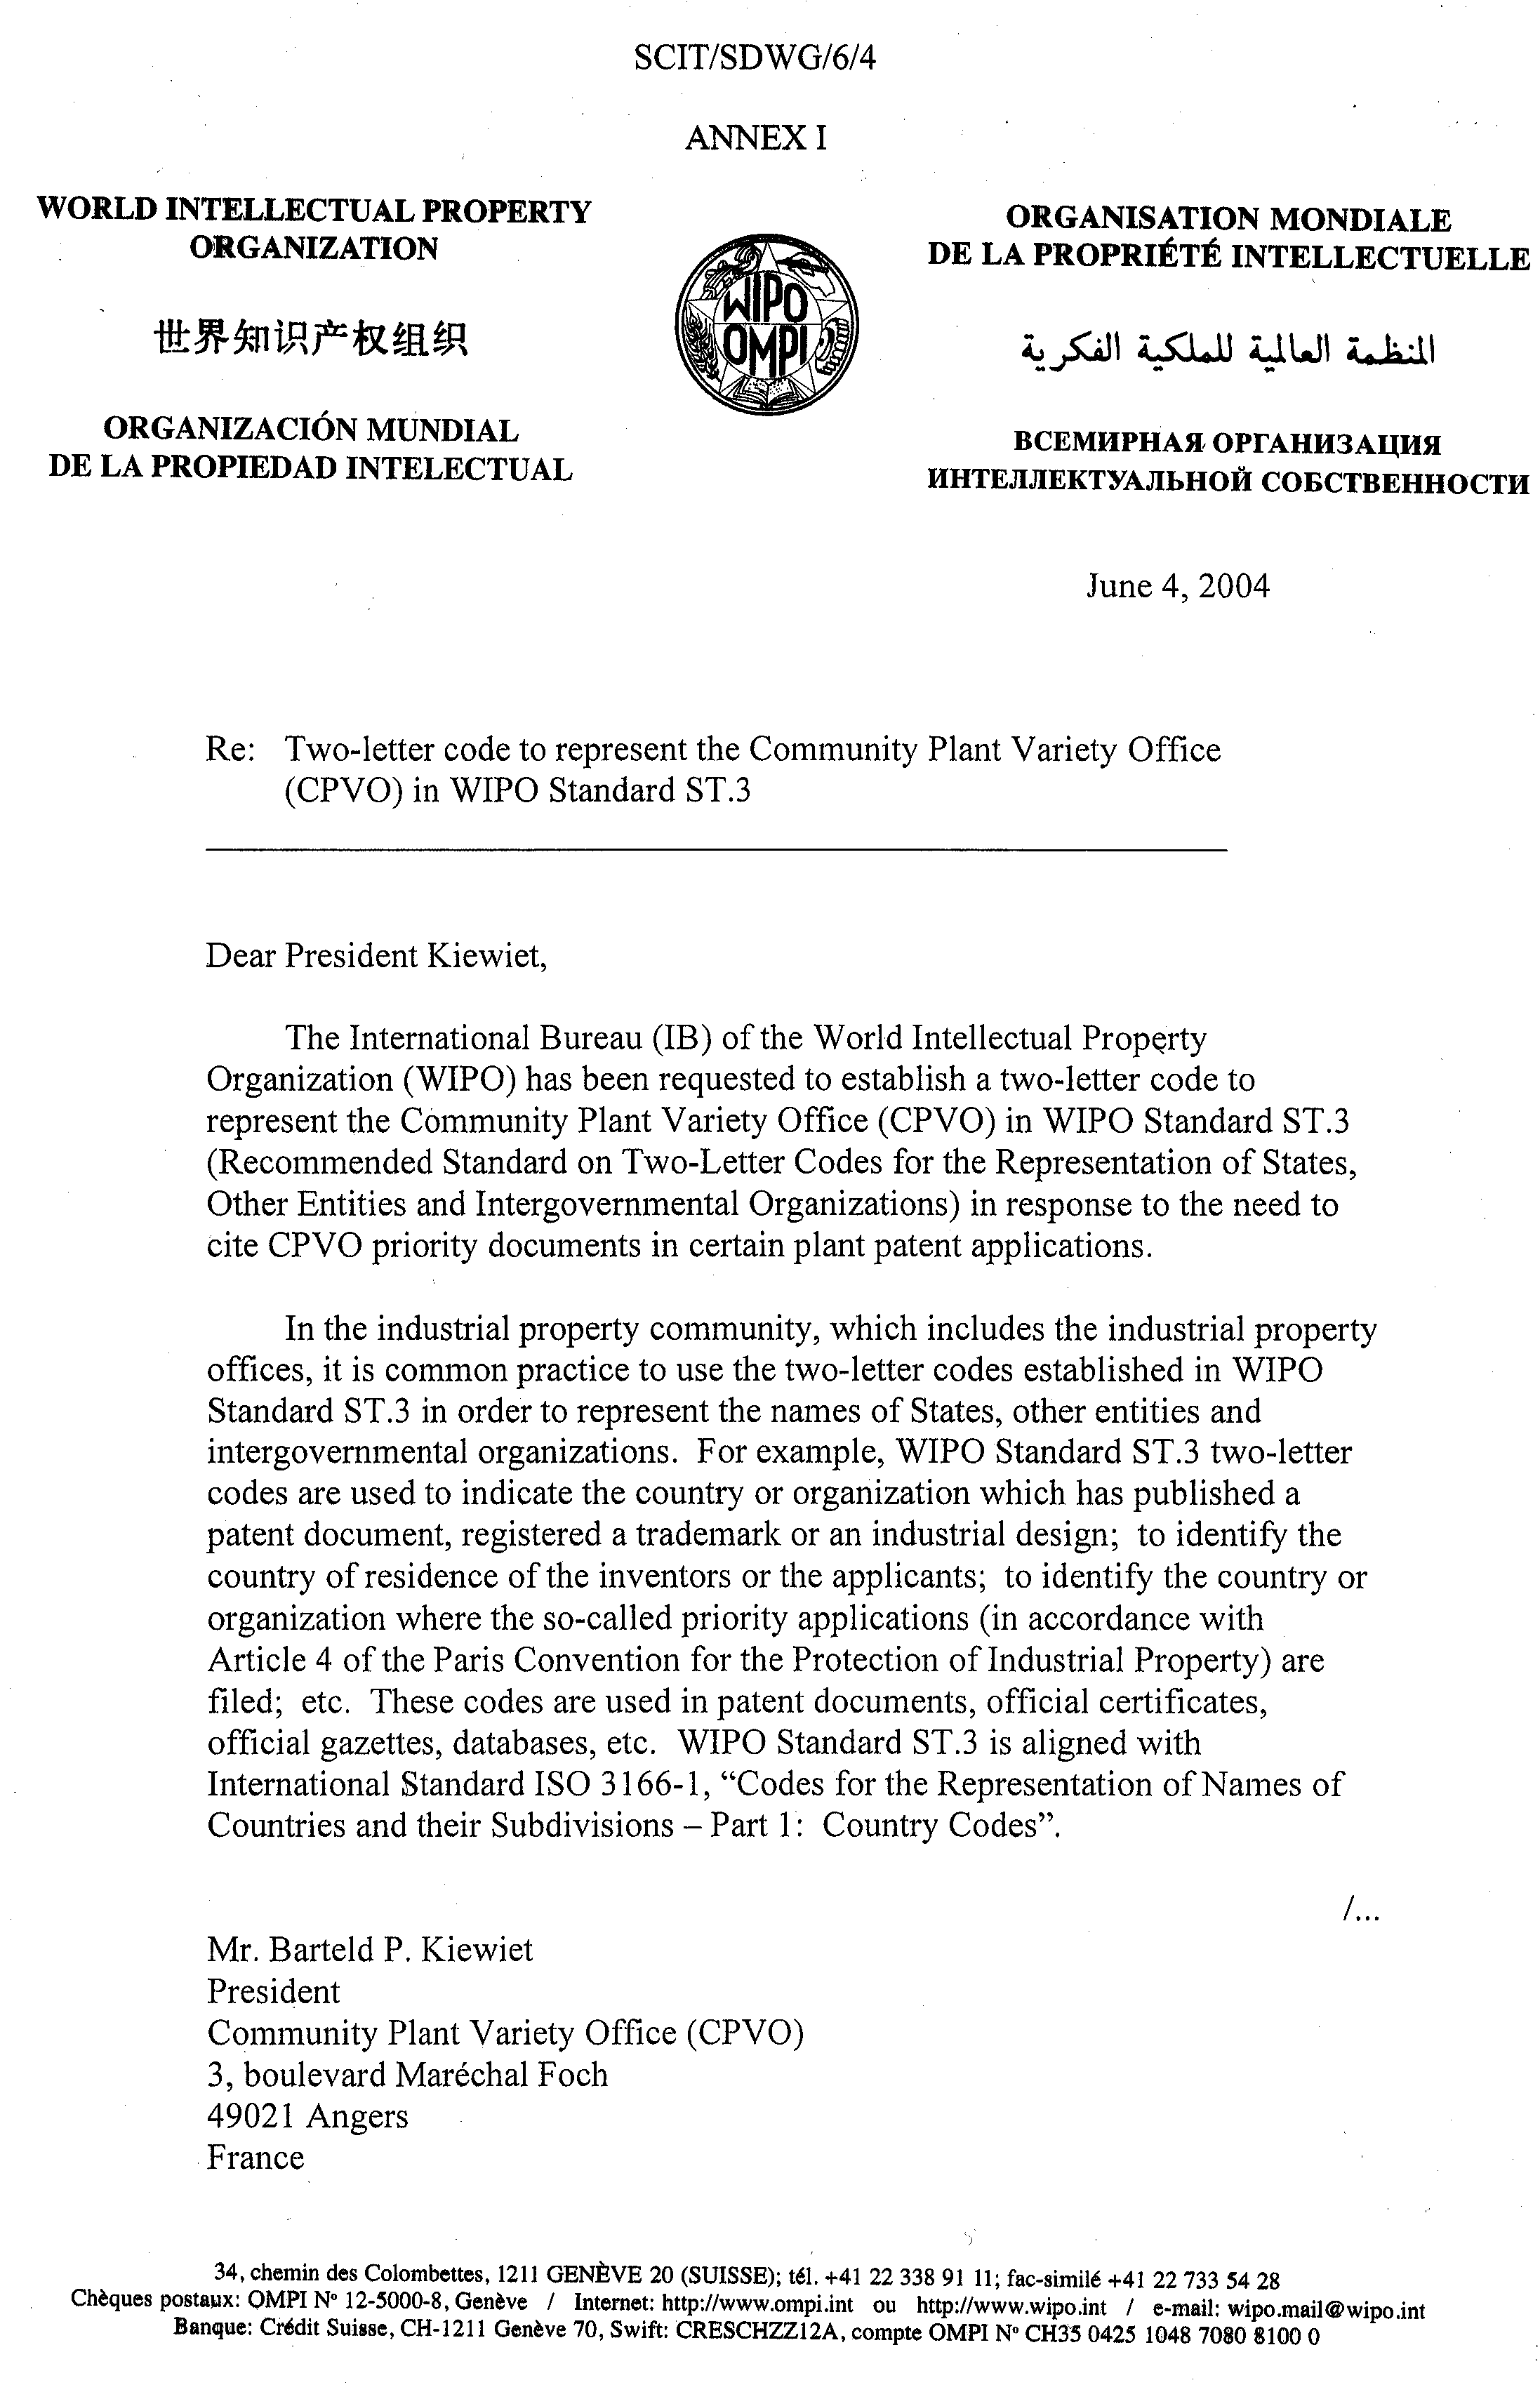 SCIT/SDWG/6/4
ANNEX I
WORLD INTELLECTUAL PROPERTY
ORGANIZATION
世界知识产权组织
ORGANIZACIÓN MUNDIAL
DE LA PROPIEDAD INTELECTUAL
WIPO
OMPI
ORGANISATION MONDIALE
DE LA PROPRIÉTÉ INTELLECTUELLE
المنظمة العالمية للملكية الفكرية
ВСЕМИРНАЯ ОРГАНИЗАЦИЯ
ИНТЕЛЛЕКТУАЛЬНОЙ СОБСТВЕННОСТИ
June 4, 2004
Re: Two-letter code to represent the Community Plant Variety Office
(CPVO) in WIPO Standard ST.3
Dear President Kiewiet,
The International Bureau (IB) of the World Intellectual Property
Organization (WIPO) has been requested to establish a two-letter code to
represent the Community Plant Variety Office (CPVO) in WIPO Standard ST.3
(Recommended Standard on Two-Letter Codes for the Representation of States,
Other Entities and Intergovernmental Organizations) in response to the need to
cite CPVO priority documents in certain plant patent applications.
In the industrial property community, which includes the industrial property
offices, it is common practice to use the two-letter codes established in WIPO
Standard ST.3 in order to represent the names of States, other entities and
intergovernmental organizations. For example, WIPO Standard ST.3 two-letter
codes are used to indicate the country or organization which has published a
patent document, registered a trademark or an industrial design; to identify the
country of residence of the inventors or the applicants; to identify the country or
organization where the so-called priority applications (in accordance with
Article 4 of the Paris Convention for the Protection of Industrial Property) are
filed; etc. These codes are used in patent documents, official certificates,
official gazettes, databases, etc. WIPO Standard ST.3 is aligned with
International Standard ISO 3166-1, “Codes for the Representation of Names of
Countries and their Subdivisions – Part 1: Country Codes”.
/...
Mr. Barteld P. Kiewiet
President
Community Plant Variety Office (CPVO)
3, boulevard Maréchal Foch
49021 Angers
France
34, chemin des Colombettes, 1211 GENÈVE 20 (SUISSE); tél. +41 22 338 91 11; fac-similé +41 22 733 54 28
Chèques postaux: OMPI Nº 12-5000-8, Genève / Internet: http://www.ompi.int ou http://www.wipo.int / e-mail: wipo.mail@wipo.int
Banque: Crédit Suisse, CH-1211 Genève 70, Swift: CRESCHZZ12A, compte OMPI Nº CH35 0425 1048 7080 8100 0